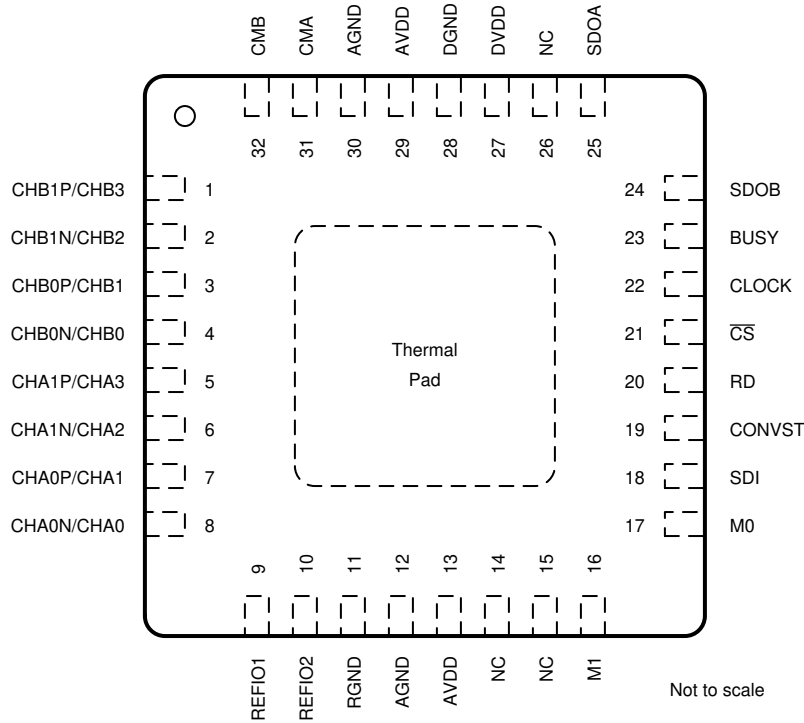 CMB
CMA
AGND
AVDD
DGND
DVDD
NC
SDOA
32
31
30
29
28
27
26
25
CHB1P/CHB3 1
CHB1N/CHB2 2
CHB0P/CHB1 3
CHB0N/CHB0 4
CHA1P/CHA3 5
CHA1N/CHA2 6
CHA0P/CHA1 7
CHA0N/CHA0 8
Thermal
Pad
24 SDOB
23 BUSY
22 CLOCK
21 C̅S̅
20 RD
19 CONVST
18 SDI
17 M0
9
10
11
12
13
14
15
16
REFIO1
REFIO2
RGND
AGND
AVDD
NC
NC
M1
Not to scale